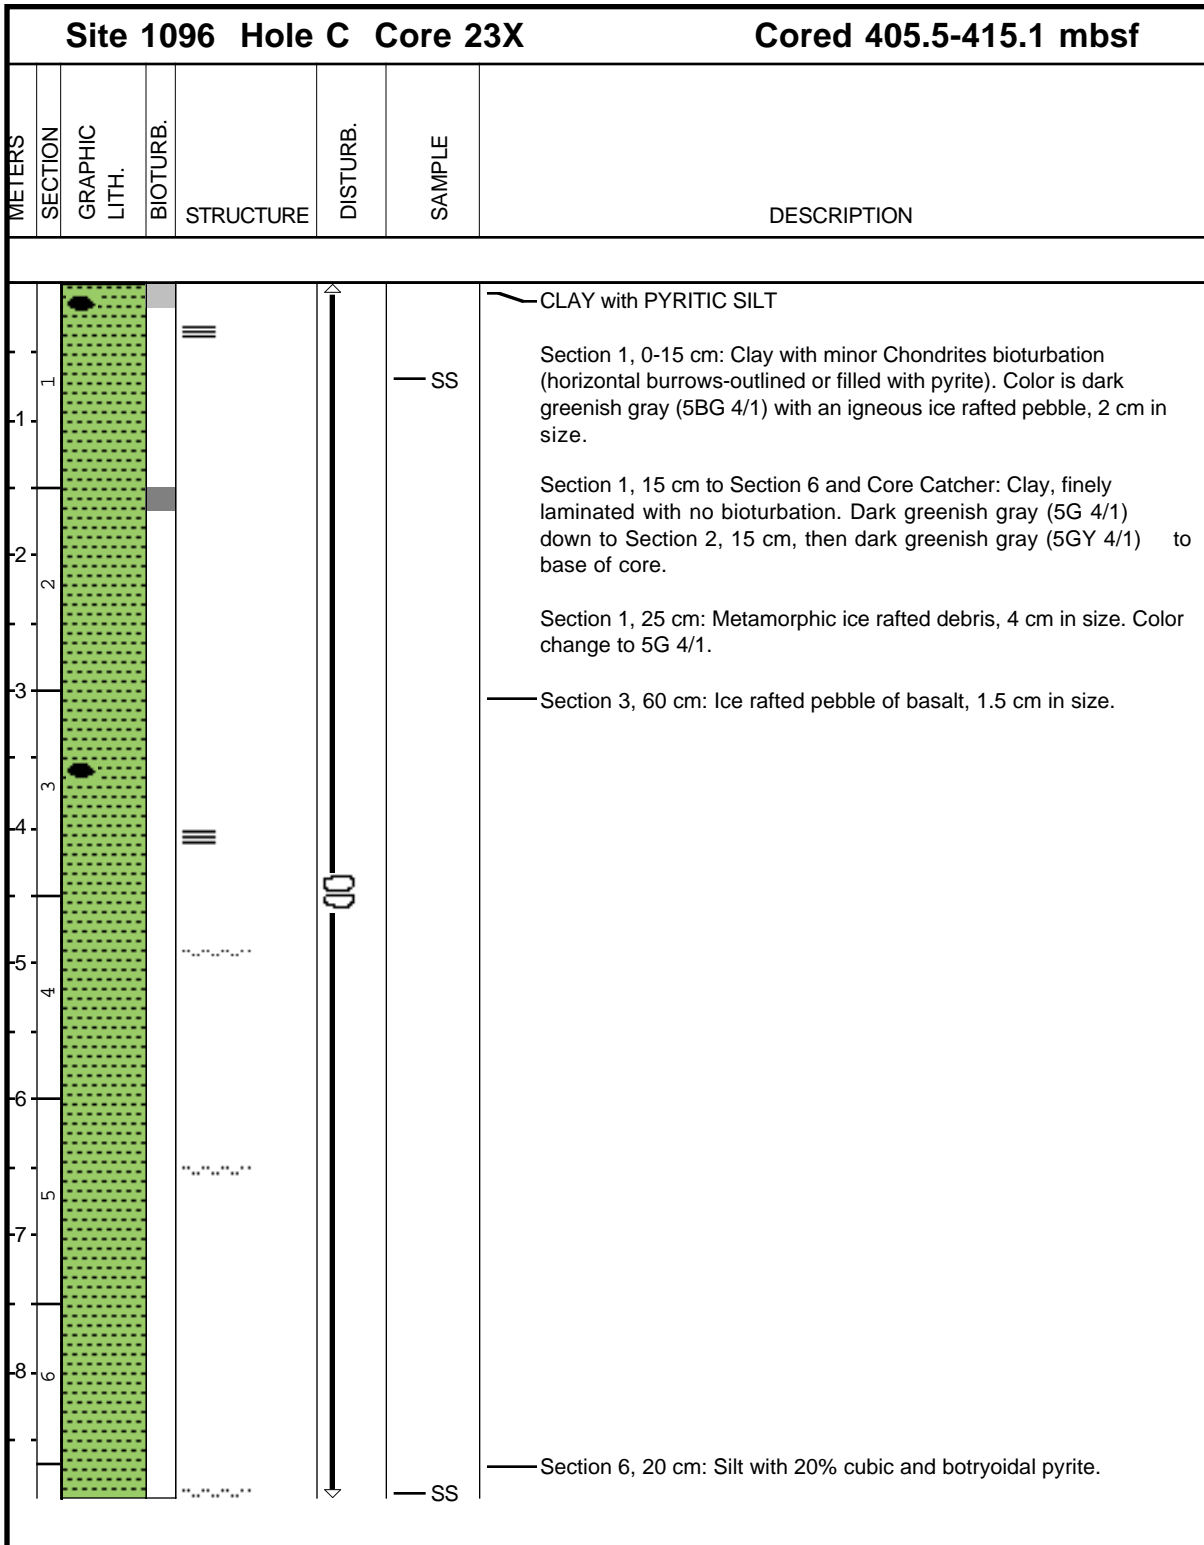 Site 1096 Hole C Core 23X Cored 405.5-415.1 mbsf
METERS SECTION GRAPHIC LITH. BIOTURB. STRUCTURE DISTURB. SAMPLE DESCRIPTION
CLAY with PYRITIC SILT
Section 1, 0-15 cm: Clay with minor Chondrites bioturbation
(horizontal burrows-outlined or filled with pyrite). Color is dark
greenish gray (5BG 4/1) with an igneous ice rafted pebble, 2 cm in
size.
1
SS
1
Section 1, 15 cm to Section 6 and Core Catcher: Clay, finely
laminated with no bioturbation. Dark greenish gray (5G 4/1)
down to Section 2, 15 cm, then dark greenish gray (5GY 4/1) to
base of core.
2
2
Section 1, 25 cm: Metamorphic ice rafted debris, 4 cm in size. Color
change to 5G 4/1.
3
Section 3, 60 cm: Ice rafted pebble of basalt, 1.5 cm in size.
3
4
5
4
6
5
7
8
6
Section 6, 20 cm: Silt with 20% cubic and botryoidal pyrite.
SS